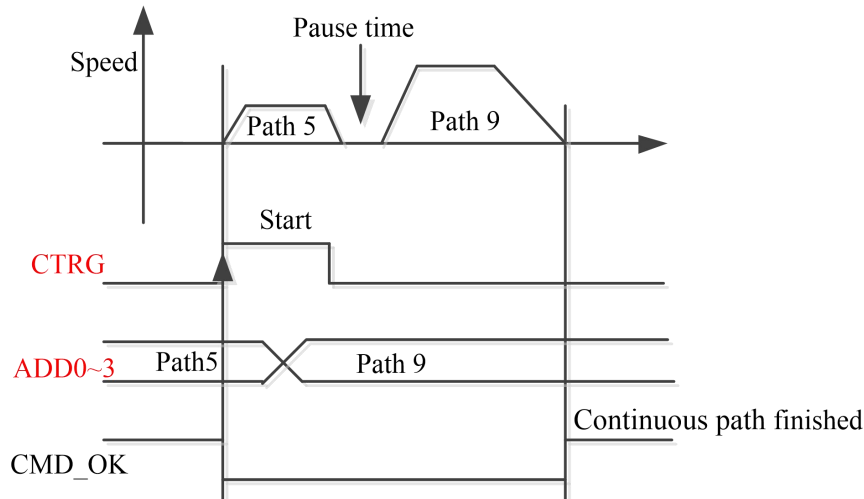 Pause time
Speed
Path 5
Path 9
Start
CTRG
Path5
Path 9
ADD0~3
Continuous path finished
CMD_OK